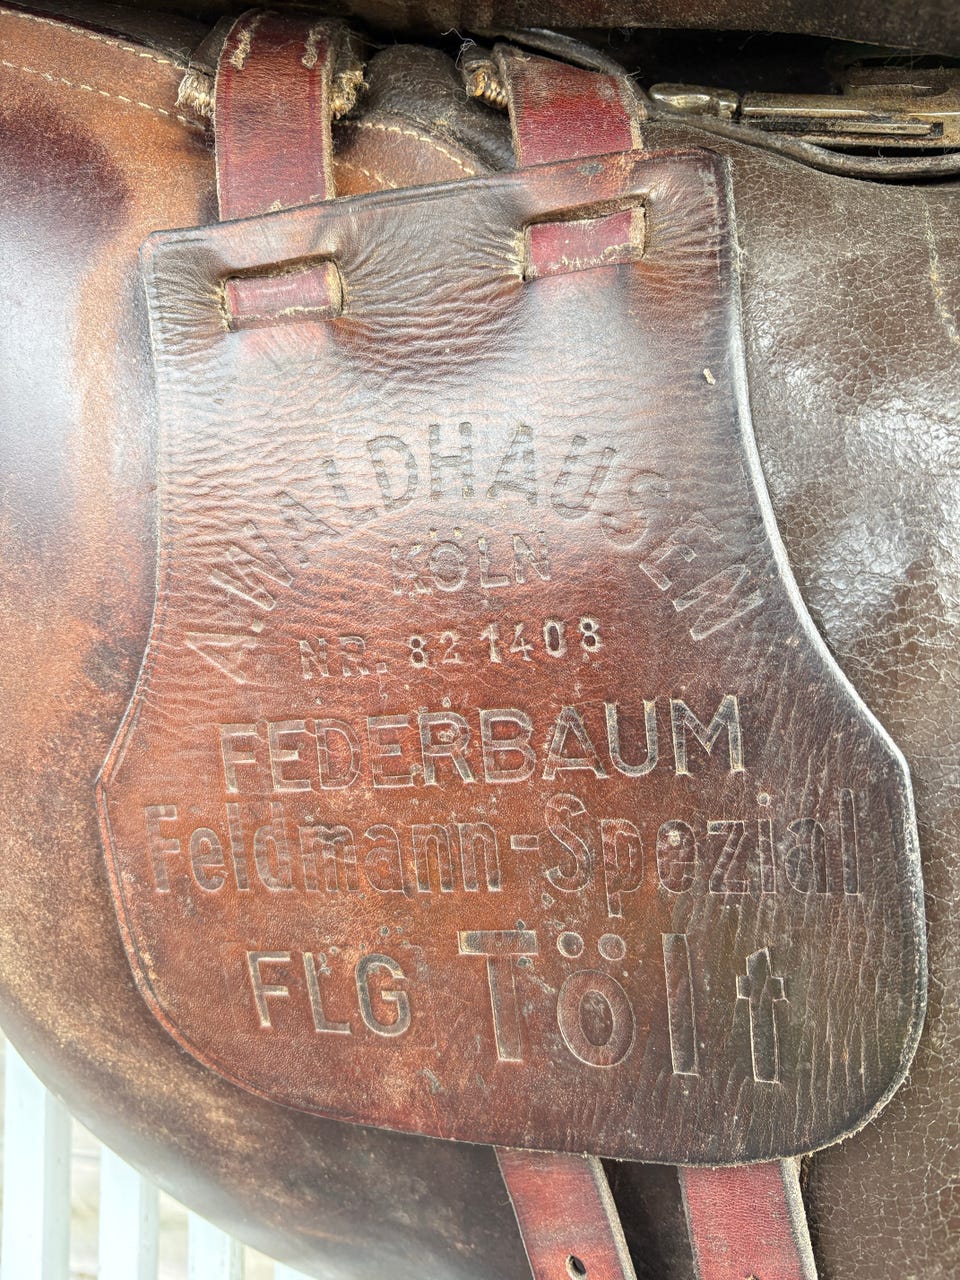 A. WALDHAUSEN
KÖLN
NR. 821408
FEDERBAUM
Feldmann-Spezial
FLG Tölt